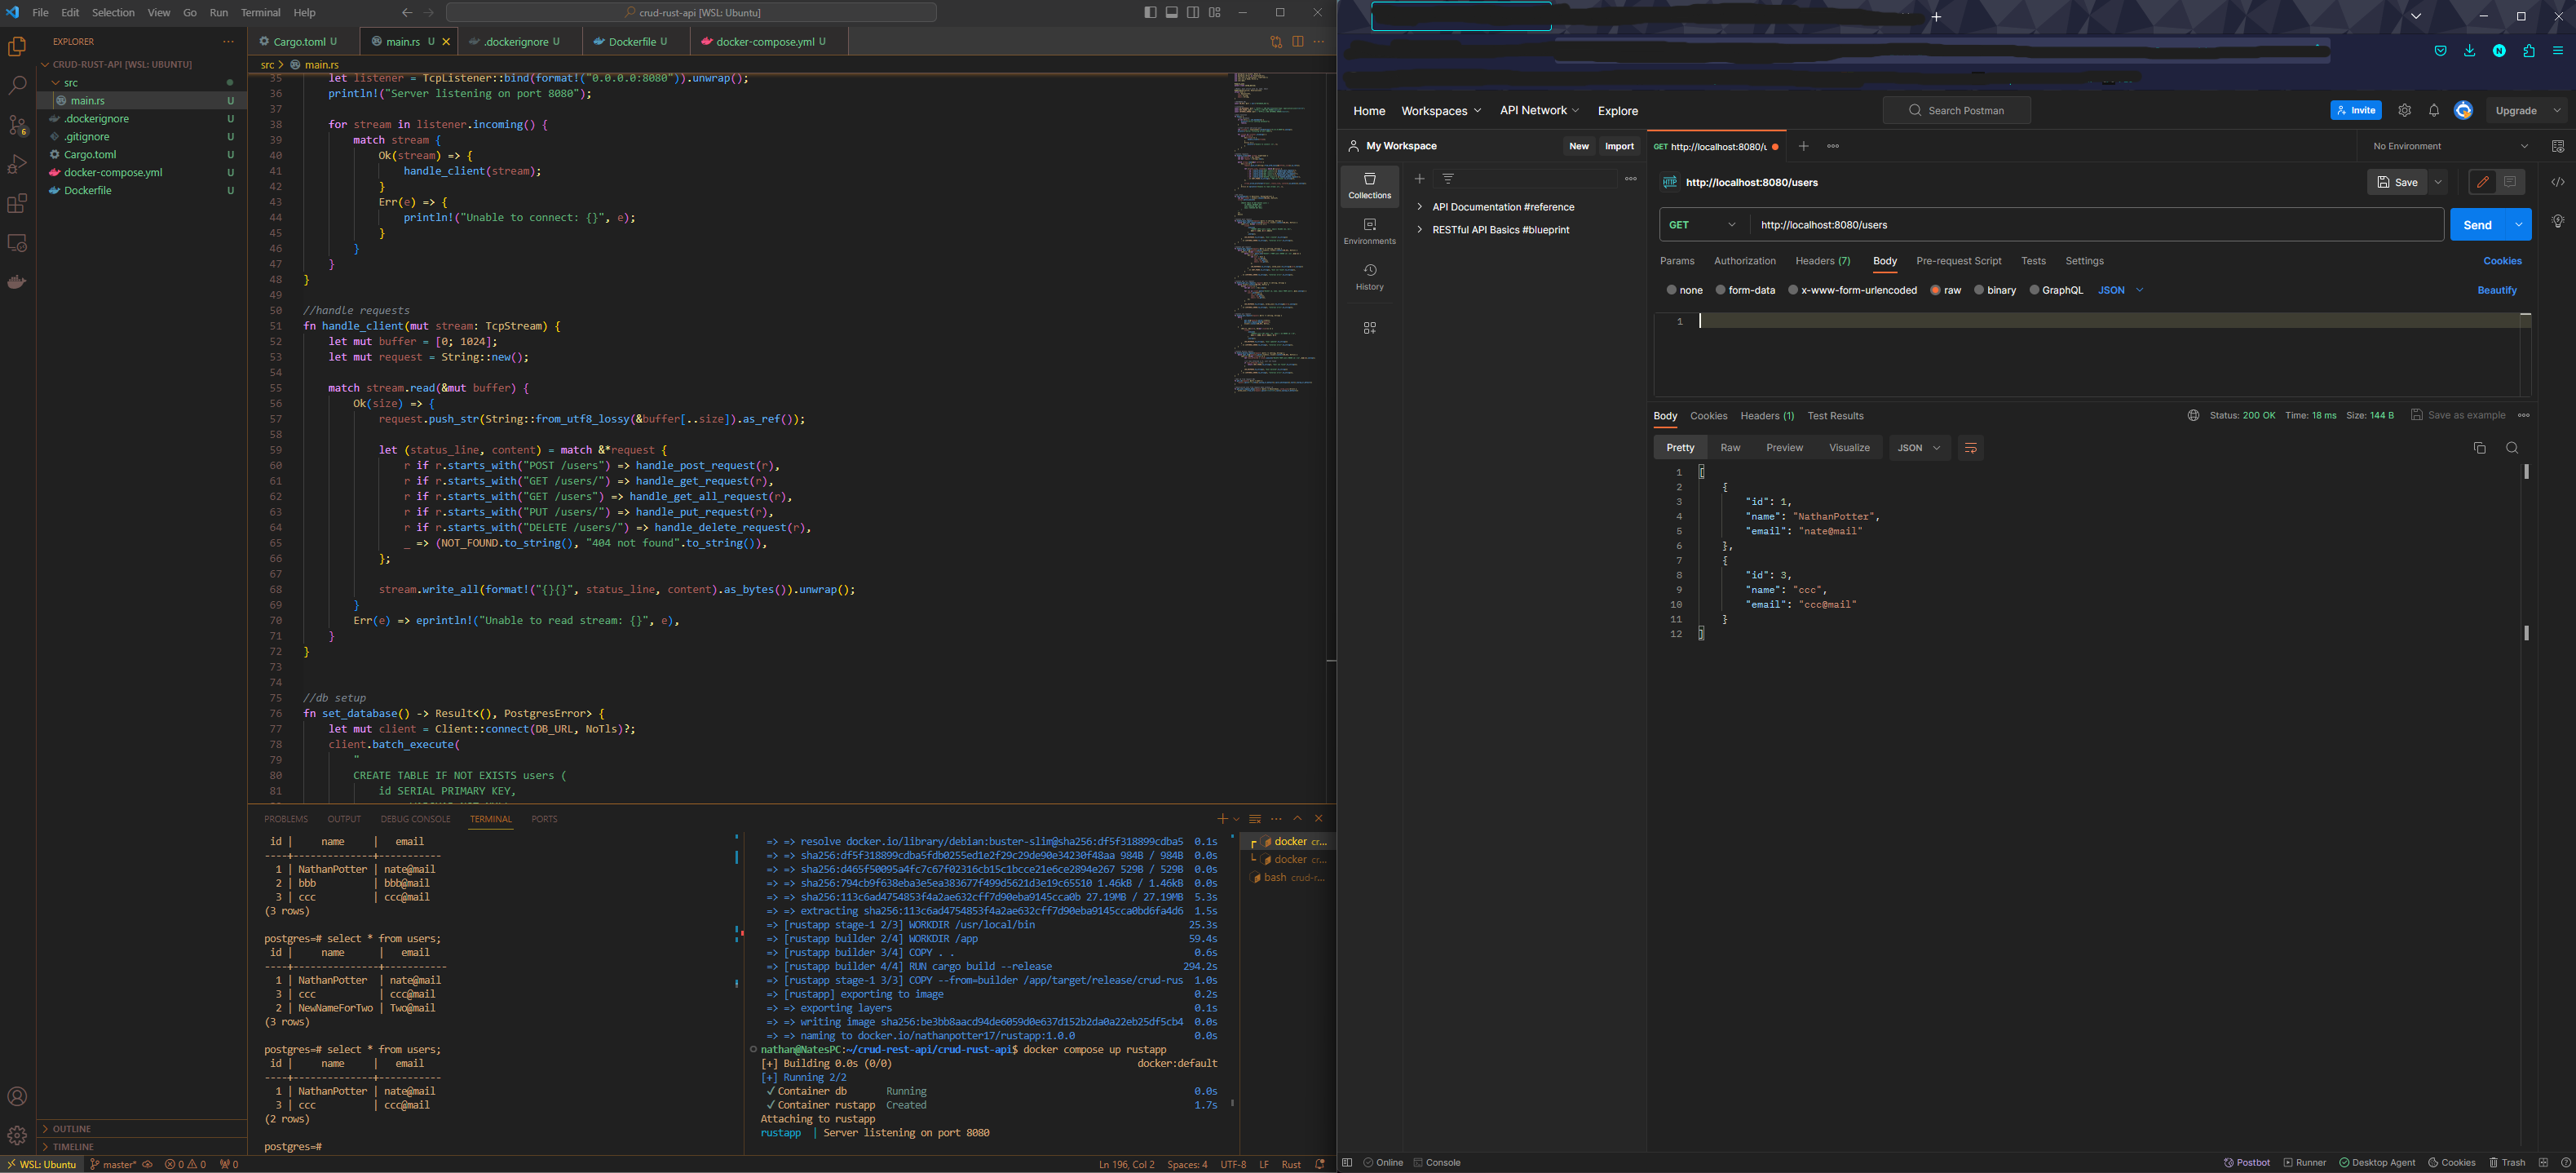 File Edit Selection View Go Run Terminal Help
crud-rust-api [WSL: Ubuntu]
EXPLORER
CRUD-RUST-API [WSL: UBUNTU]
src
main.rs U
.dockerignore U
.gitignore U
Cargo.toml U
docker-compose.yml U
Dockerfile U
OUTLINE
TIMELINE
Cargo.toml U main.rs U .dockerignore U Dockerfile U docker-compose.yml U
src > main.rs
35 let listener = TcpListener::bind(format!("0.0.0.0:8080")).unwrap();
36 println!("Server listening on port 8080");
37
38 for stream in listener.incoming() {
39 match stream {
40 Ok(stream) => {
41 handle_client(stream);
42 }
43 Err(e) => {
44 println!("Unable to connect: {}", e);
45 }
46 }
47 }
48 }
49
50 //handle requests
51 fn handle_client(mut stream: TcpStream) {
52 let mut buffer = [0; 1024];
53 let mut request = String::new();
54
55 match stream.read(&mut buffer) {
56 Ok(size) => {
57 request.push_str(String::from_utf8_lossy(&buffer[..size]).as_ref());
58
59 let (status_line, content) = match &*request {
60 r if r.starts_with("POST /users") => handle_post_request(r),
61 r if r.starts_with("GET /users/") => handle_get_request(r),
62 r if r.starts_with("GET /users") => handle_get_all_request(r),
63 r if r.starts_with("PUT /users/") => handle_put_request(r),
64 r if r.starts_with("DELETE /users/") => handle_delete_request(r),
65 _ => (NOT_FOUND.to_string(), "404 not found".to_string()),
66 };
67
68 stream.write_all(format!("{}{}", status_line, content).as_bytes()).unwrap();
69 }
70 Err(e) => eprintln!("Unable to read stream: {}", e),
71 }
72 }
73
74
75 //db setup
76 fn set_database() -> Result<(), PostgresError> {
77 let mut client = Client::connect(DB_URL, NoTls)?;
78 client.batch_execute(
79 "
80 CREATE TABLE IF NOT EXISTS users (
81 id SERIAL PRIMARY KEY,
PROBLEMS OUTPUT DEBUG CONSOLE TERMINAL PORTS
id | name | email
----+-------------+-----------
1 | NathanPotter | nate@mail
2 | bbb | bbb@mail
3 | ccc | ccc@mail
(3 rows)
postgres=# select * from users;
id | name | email
----+-------------+-----------
1 | NathanPotter | nate@mail
3 | ccc | ccc@mail
2 | NewNameForTwo | Two@mail
(3 rows)
postgres=# select * from users;
id | name | email
----+-------------+-----------
1 | NathanPotter | nate@mail
3 | ccc | ccc@mail
(2 rows)
postgres=#
=> => resolve docker.io/library/debian:buster-slim@sha256:df5f318899cdba5 0.1s
=> => sha256:df5f318899cdba5fdb0255ed1e2f29c29de90e34230f48aa 984B / 984B 0.0s
=> => sha256:d465f50095a4fc7c67f02316cb15c1bcce21e6ce2894e267 529B / 529B 0.0s
=> => sha256:794cb9f638eba3e5ea383677f499d5621d3e19c65510 1.46kB / 1.46kB 0.0s
=> => sha256:113c6ad4754853f4a2ae632cff7d90eba9145cca0b 27.19MB / 27.19MB 5.3s
=> => extracting sha256:113c6ad4754853f4a2ae632cff7d90eba9145cca0bd6fa4d6 1.5s
=> [rustapp stage-1 2/3] WORKDIR /usr/local/bin 25.3s
=> [rustapp builder 2/4] WORKDIR /app 59.4s
=> [rustapp builder 3/4] COPY . . 0.6s
=> [rustapp builder 4/4] RUN cargo build --release 294.2s
=> [rustapp stage-1 3/3] COPY --from=builder /app/target/release/crud-rus 1.0s
=> [rustapp] exporting to image 0.2s
=> => exporting layers 0.1s
=> => writing image sha256:be3bb8aacd94de6059d0e637d152b2da0a22eb25df5cb4 0.0s
=> => naming to docker.io/nathanpotter17/rustapp:1.0.0 0.0s
nathan@NatesPC:~/crud-rest-api/crud-rust-api$ docker compose up rustapp
[+] Building 0.0s (0/0) docker:default
[+] Running 2/2
✓ Container db Running 0.0s
✓ Container rustapp Created 1.7s
Attaching to rustapp
rustapp | Server listening on port 8080
docker cr...
docker cr...
bash crud-r...
WSL: Ubuntu master* 0 0 0 Ln 196, Col 2 Spaces: 4 UTF-8 LF Rust
Home Workspaces API Network Explore Search Postman Invite Upgrade
My Workspace New Import GET http://localhost:8080/u No Environment
Collections
Environments
History
API Documentation #reference
RESTful API Basics #blueprint
HTTP http://localhost:8080/users Save
GET http://localhost:8080/users Send
Params Authorization Headers (7) Body Pre-request Script Tests Settings Cookies
none form-data x-www-form-urlencoded raw binary GraphQL JSON Beautify
1
Body Cookies Headers (1) Test Results Status: 200 OK Time: 18 ms Size: 144 B Save as example
Pretty Raw Preview Visualize JSON
1 [
2 {
3 "id": 1,
4 "name": "NathanPotter",
5 "email": "nate@mail"
6 },
7 {
8 "id": 3,
9 "name": "ccc",
10 "email": "ccc@mail"
11 }
12 ]
Online Console Postbot Runner Desktop Agent Cookies Trash